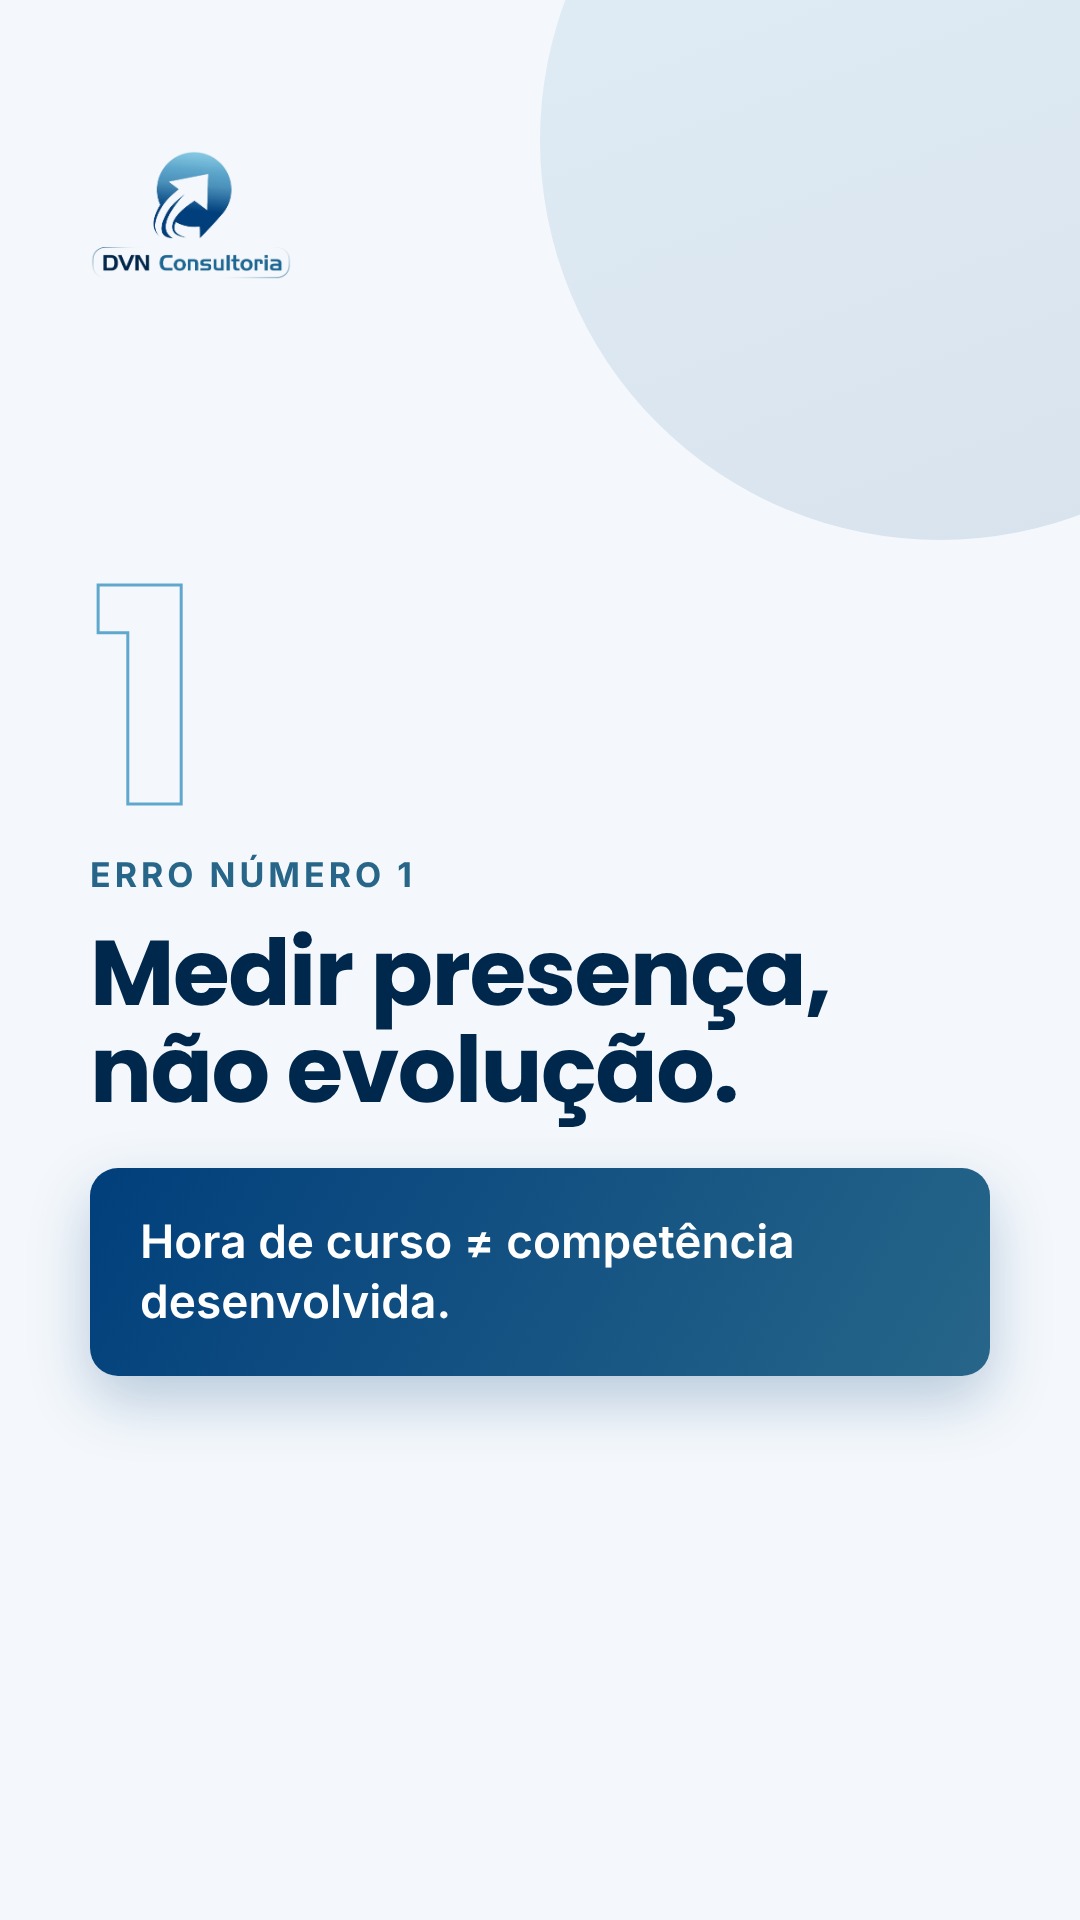 DVN Consultoria
1
ERRO NÚMERO 1
Medir presença,
não evolução.
Hora de curso ≠ competência
desenvolvida.